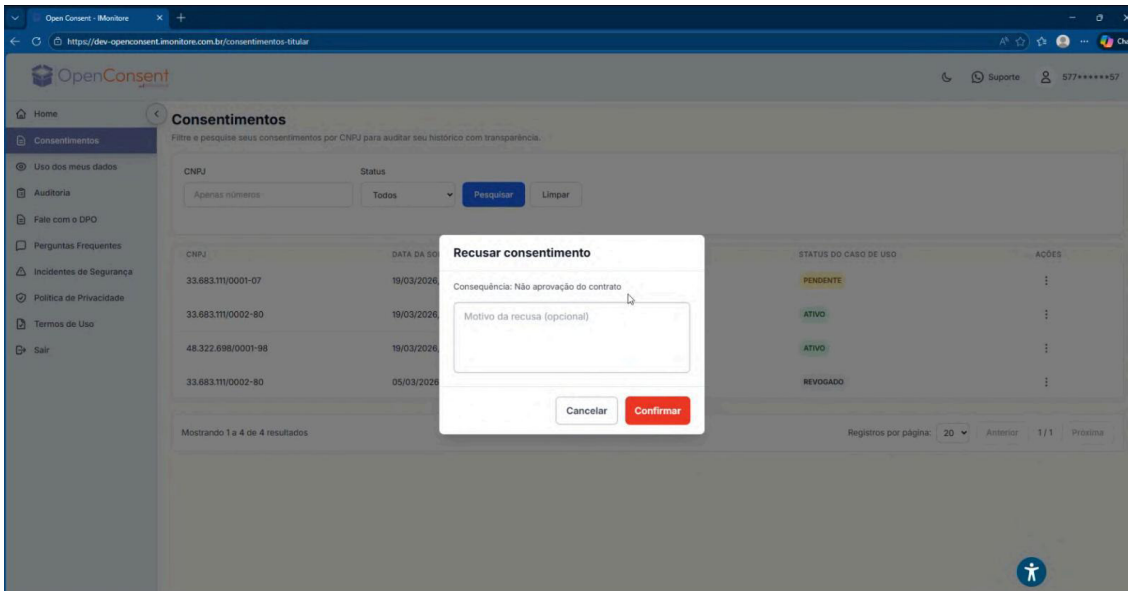 Open Consent - IMonitore
https://dev-openconsent.imonitore.com.br/consentimentos-titular
OpenConsent
Suporte
577******57
Home
Consentimentos
Uso dos meus dados
Auditoria
Fale com o DPO
Perguntas Frequentes
Incidentes de Segurança
Política de Privacidade
Termos de Uso
Sair
Consentimentos
Filtre e pesquise seus consentimentos por CNPJ para auditar seu histórico com transparência.
CNPJ Status
Apenas números Todos Pesquisar Limpar
CNPJ DATA DA STATUS DO CASO DE USO AÇÕES
33.683.111/0001-07 19/03/2026, PENDENTE
33.683.111/0002-80 19/03/2026, ATIVO
48.322.698/0001-98 19/03/2026, ATIVO
33.683.111/0002-80 05/03/2026 REVOGADO
Mostrando 1 a 4 de 4 resultados Registros por página: 20 Anterior 1/1 Próxima
Recusar consentimento
Consequência: Não aprovação do contrato
Motivo da recusa (opcional)
Cancelar Confirmar